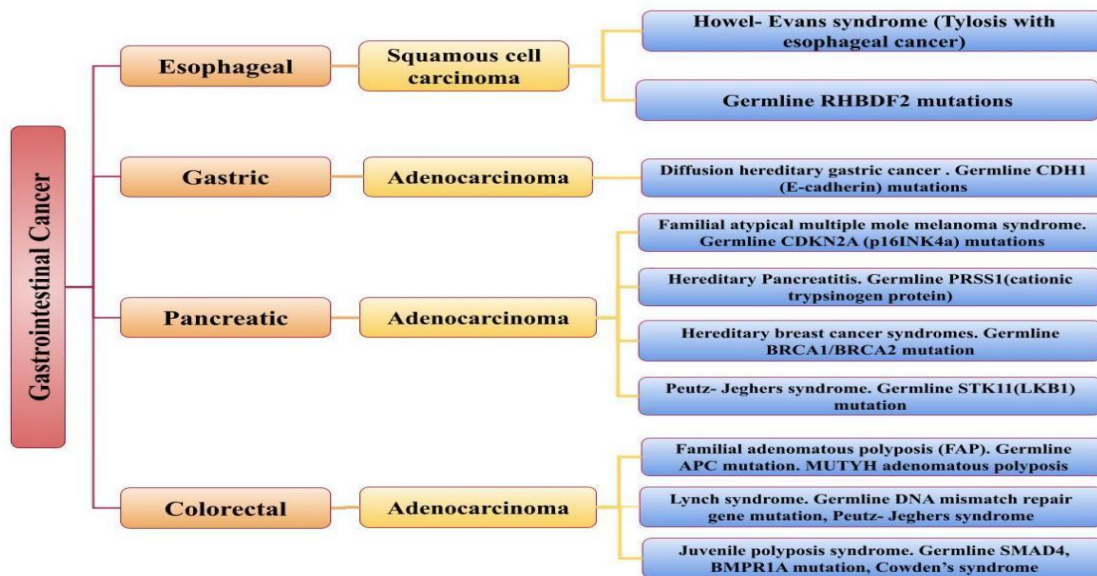 Gastrointestinal Cancer
Esophageal
Squamous cell
carcinoma
Howel- Evans syndrome (Tylosis with
esophageal cancer)
Germline RHBDF2 mutations
Gastric
Adenocarcinoma
Diffusion hereditary gastric cancer . Germline CDH1
(E-cadherin) mutations
Pancreatic
Adenocarcinoma
Familial atypical multiple mole melanoma syndrome.
Germline CDKN2A (p16INK4a) mutations
Hereditary Pancreatitis. Germline PRSS1(cationic
trypsinogen protein)
Hereditary breast cancer syndromes. Germline
BRCA1/BRCA2 mutation
Peutz- Jeghers syndrome. Germline STK11(LKB1)
mutation
Colorectal
Adenocarcinoma
Familial adenomatous polyposis (FAP). Germline
APC mutation. MUTYH adenomatous polyposis
Lynch syndrome. Germline DNA mismatch repair
gene mutation, Peutz- Jeghers syndrome
Juvenile polyposis syndrome. Germline SMAD4,
BMPR1A mutation, Cowden's syndrome